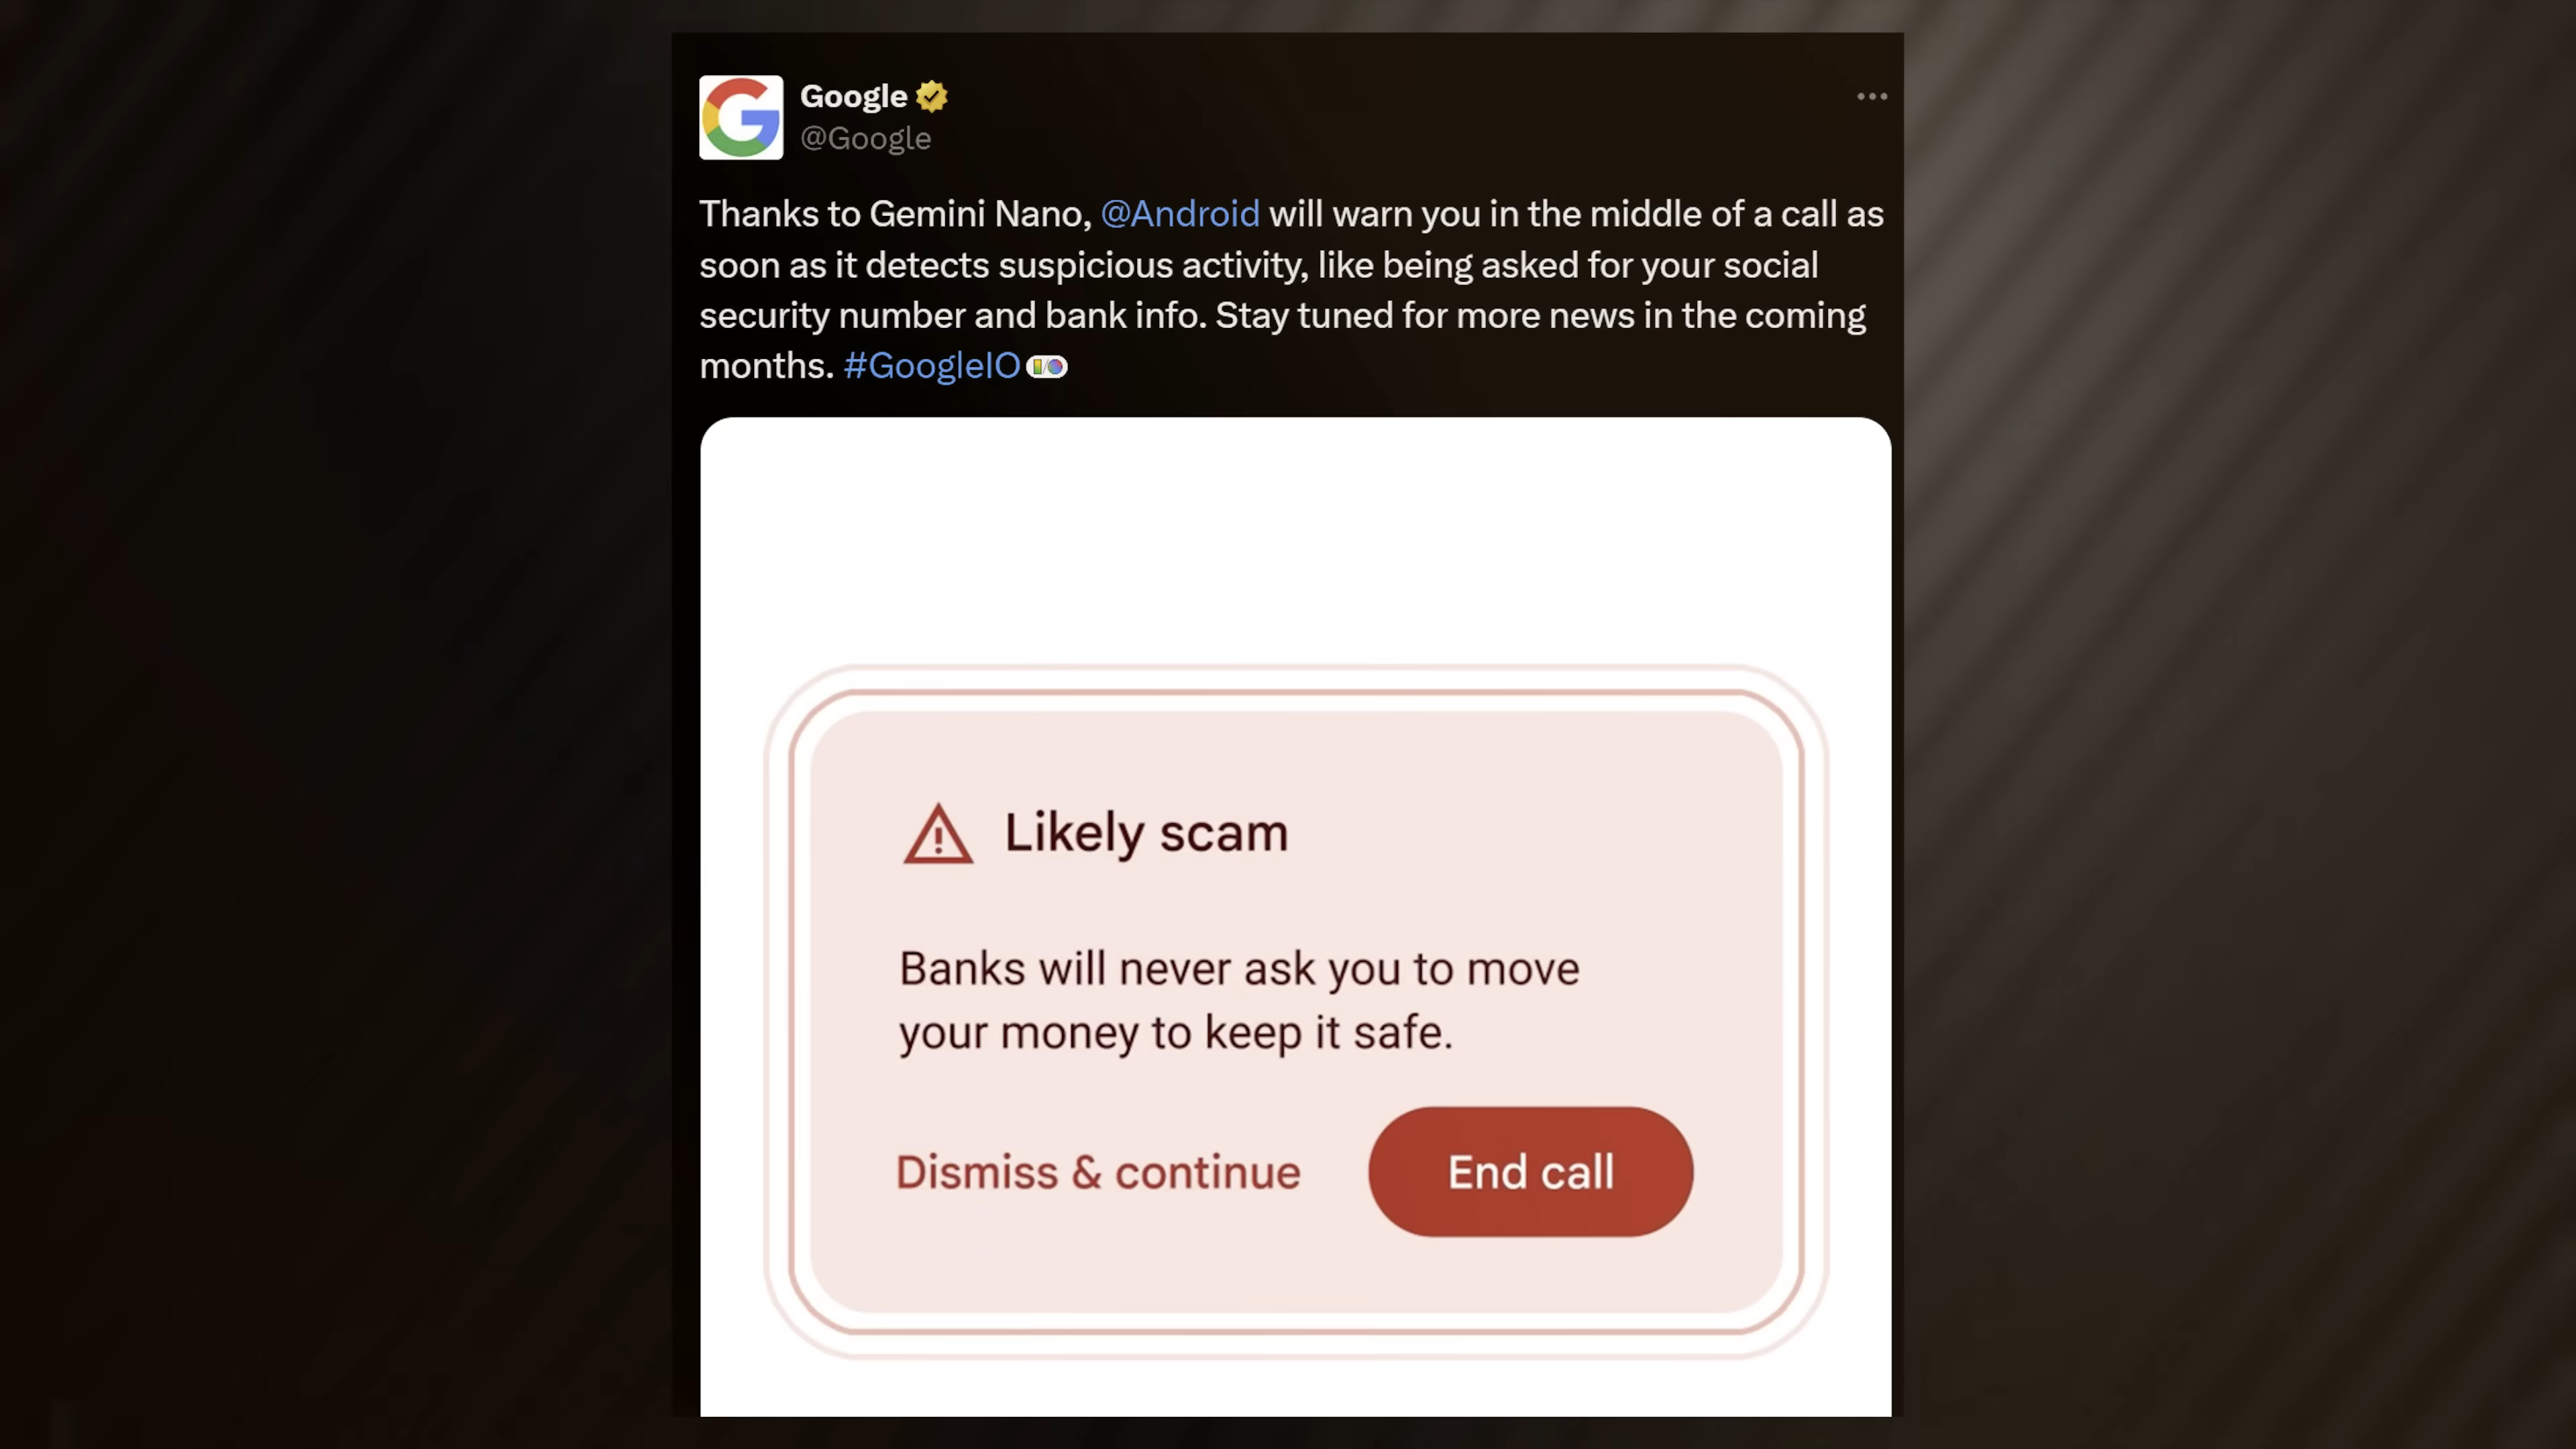 Google
@Google
Thanks to Gemini Nano, @Android will warn you in the middle of a call as
soon as it detects suspicious activity, like being asked for your social
security number and bank info. Stay tuned for more news in the coming
months. #GoogleIO I/O
Likely scam
Banks will never ask you to move
your money to keep it safe.
Dismiss & continue
End call